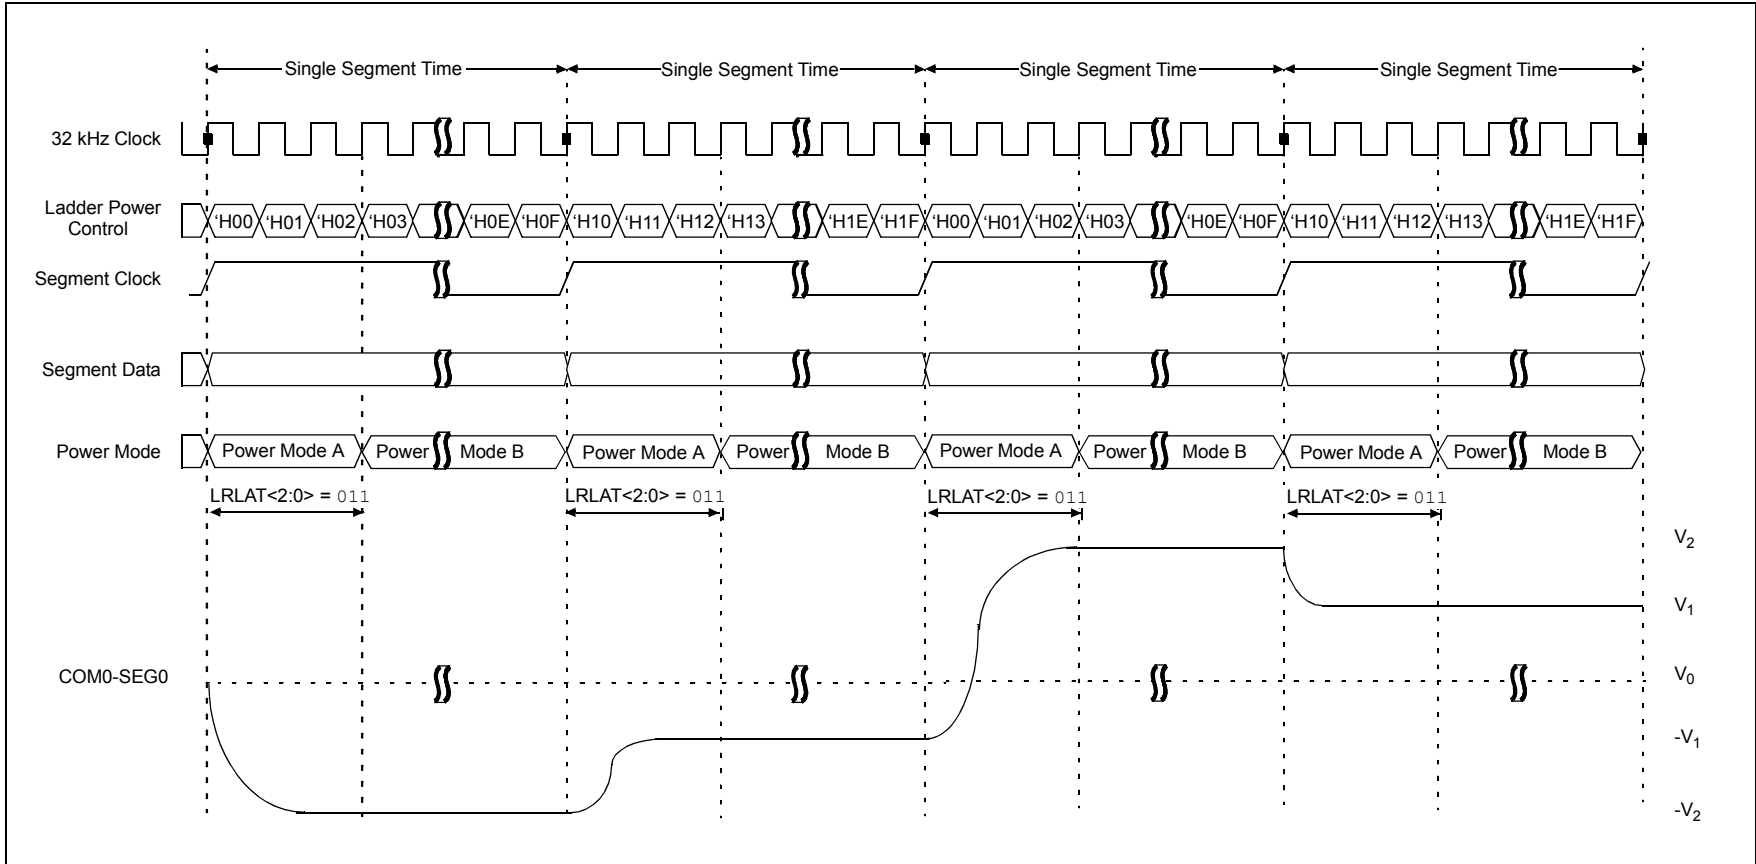 Single Segment Time Single Segment Time Single Segment Time Single Segment Time
32 kHz Clock
Ladder Power
Control
‘H00 ‘H01 ‘H02 ‘H03 ‘H0E ‘H0F ‘H10 ‘H11 ‘H12 ‘H13 ‘H1E ‘H1F ‘H00 ‘H01 ‘H02 ‘H03 ‘H0E ‘H0F ‘H10 ‘H11 ‘H12 ‘H13 ‘H1E ‘H1F
Segment Clock
Segment Data
Power Mode Power Mode A Power Mode B Power Mode A Power Mode B Power Mode A Power Mode B Power Mode A Power Mode B
LRLAT<2:0> = 011 LRLAT<2:0> = 011 LRLAT<2:0> = 011 LRLAT<2:0> = 011
V2
V1
COM0-SEG0 V0
-V1
-V2